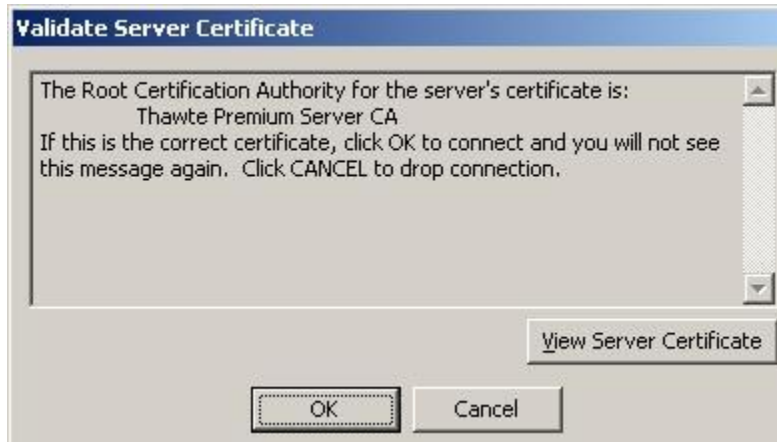 Validate Server Certificate
The Root Certification Authority for the server's certificate is:
Thawte Premium Server CA
If this is the correct certificate, click OK to connect and you will not see
this message again.  Click CANCEL to drop connection.
View Server Certificate
OK
Cancel